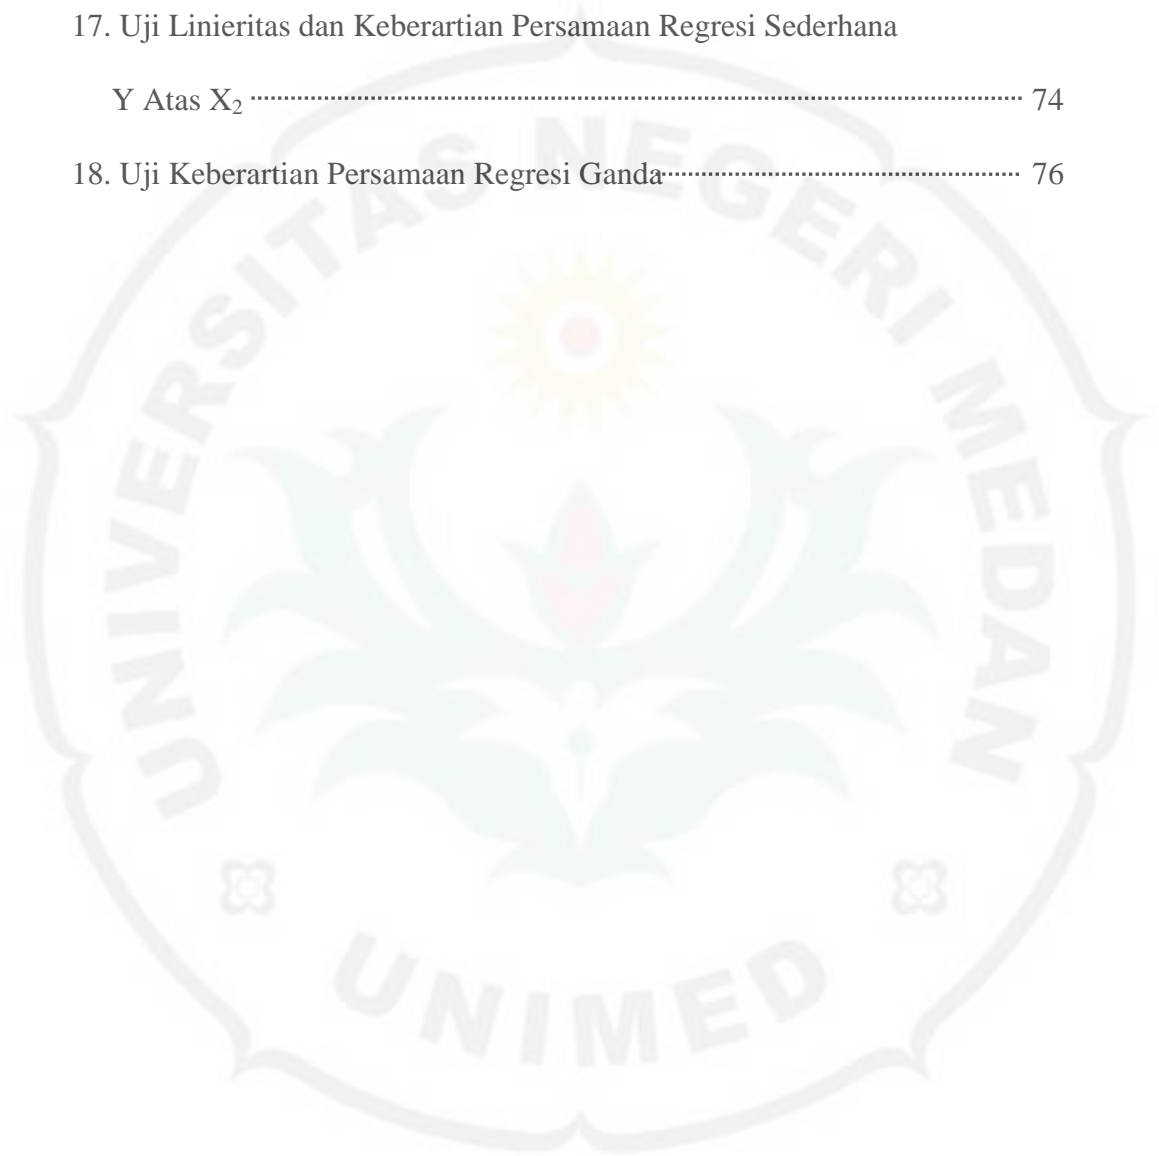 17. Uji Linieritas dan Keberartian Persamaan Regresi Sederhana
Y Atas X₂ ........................................................................ 74
18. Uji Keberartian Persamaan Regresi Ganda.................................. 76
UNIVERSITAS NEGERI MEDAN
UNIMED